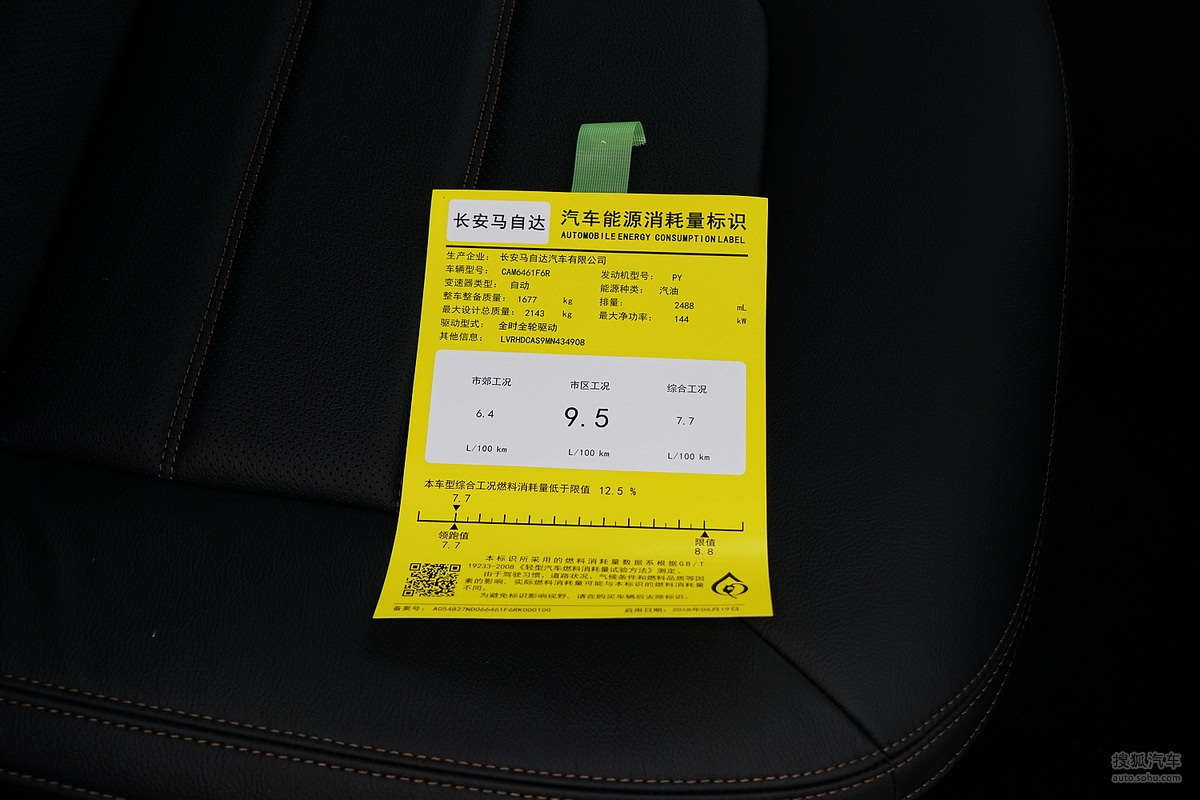 长安马自达
汽车能源消耗量标识
AUTOMOBILE ENERGY CONSUMPTION LABEL
生产企业: 长安马自达汽车有限公司
车辆型号: CAM6461F6R 发动机型号: PY
变速器类型: 自动 能源种类: 汽油
整车整备质量: 1677 kg 排量: 2488 mL
最大设计总质量: 2143 kg 最大净功率: 144 kW
驱动型式: 全时全轮驱动
其他信息: LVRHDCAS9MN434908
市郊工况 市区工况 综合工况
6.4 9.5 7.7
L/100 km L/100 km L/100 km
本车型综合工况燃料消耗量低于限值 12.5 %
7.7
领跑值 限值
7.7 8.8
本标识所采用的燃料消耗量数据系根据GB/T
19233-2008《轻型汽车燃料消耗量试验方法》测定。
由于驾驶习惯、道路状况、气候条件和燃料品质等因
素的影响，实际燃料消耗量可能与本标识的燃料消耗量
不同。
为避免标识影响视野，请在购买车辆后去除标识。
备案号: A054827N0066461F6RK000100 启用日期: 2018年06月19日
搜狐汽车
auto.sohu.com